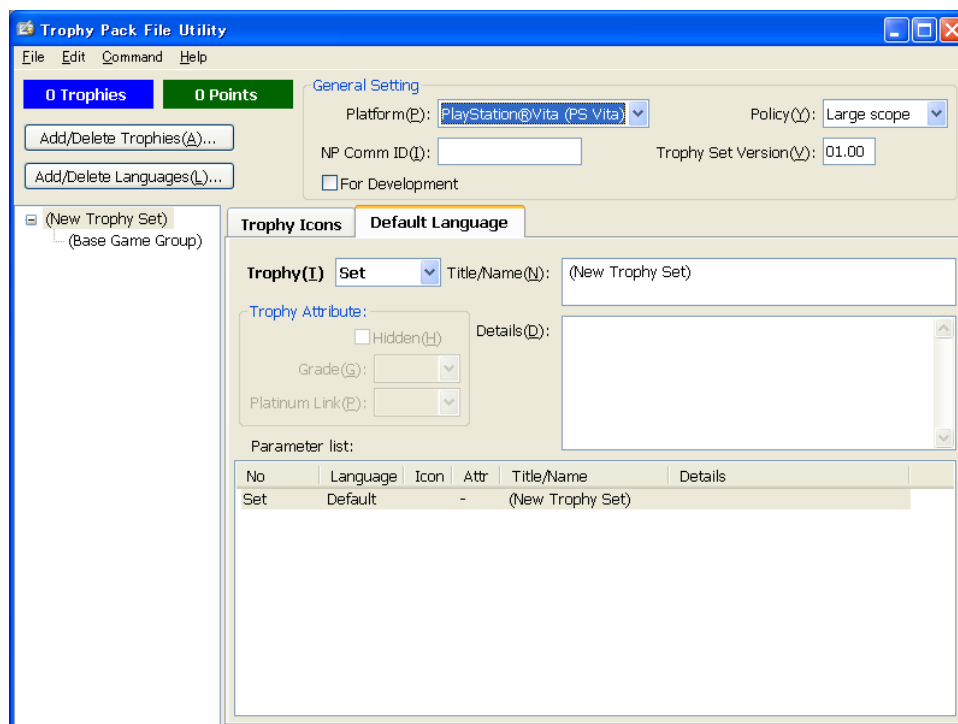 Trophy Pack File Utility
File Edit Command Help
0 Trophies 0 Points
General Setting
Platform(P): PlayStation®Vita (PS Vita) Policy(Y): Large scope
Add/Delete Trophies(A)...
NP Comm ID(I): Trophy Set Version(V): 01.00
Add/Delete Languages(L)...
For Development
(New Trophy Set)
(Base Game Group)
Trophy Icons Default Language
Trophy(T) Set Title/Name(N): (New Trophy Set)
Trophy Attribute:
Hidden(H) Details(D):
Grade(G):
Platinum Link(P):
Parameter list:
No Language Icon Attr Title/Name Details
Set Default - (New Trophy Set)